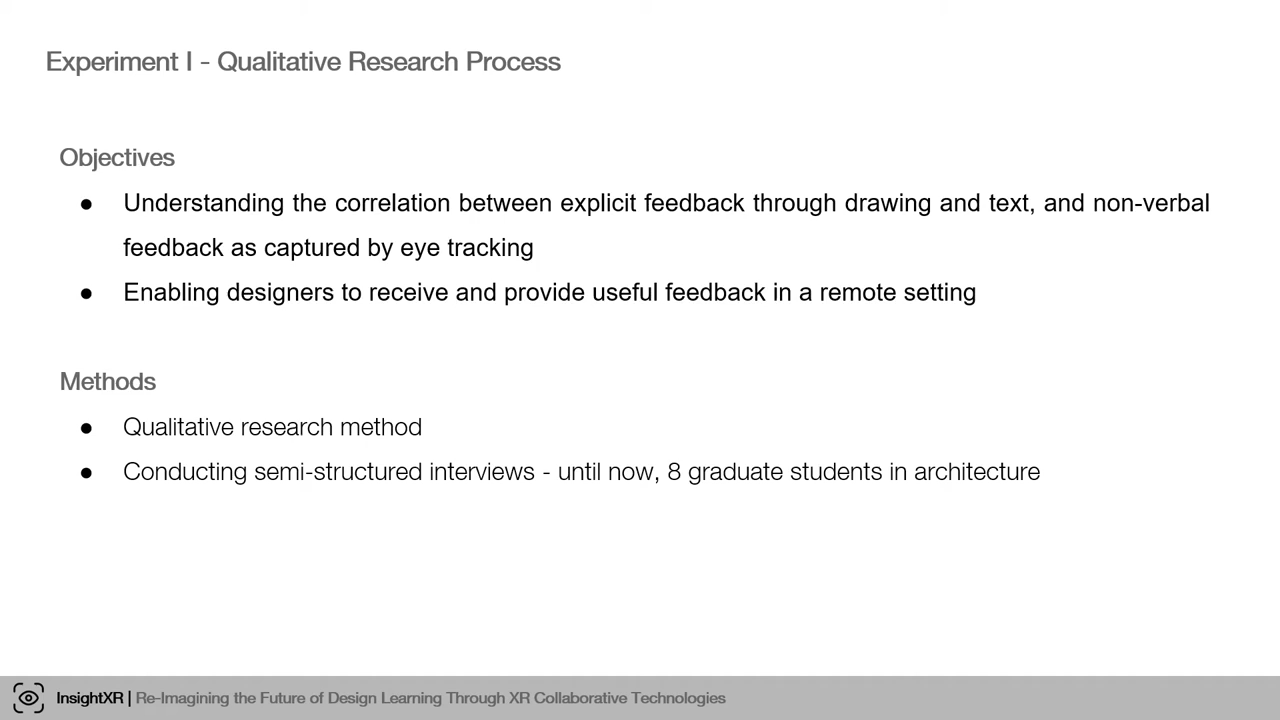 Experiment I - Qualitative Research Process
Objectives
● Understanding the correlation between explicit feedback through drawing and text, and non-verbal
feedback as captured by eye tracking
● Enabling designers to receive and provide useful feedback in a remote setting
Methods
● Qualitative research method
● Conducting semi-structured interviews - until now, 8 graduate students in architecture
InsightXR | Re-Imagining the Future of Design Learning Through XR Collaborative Technologies